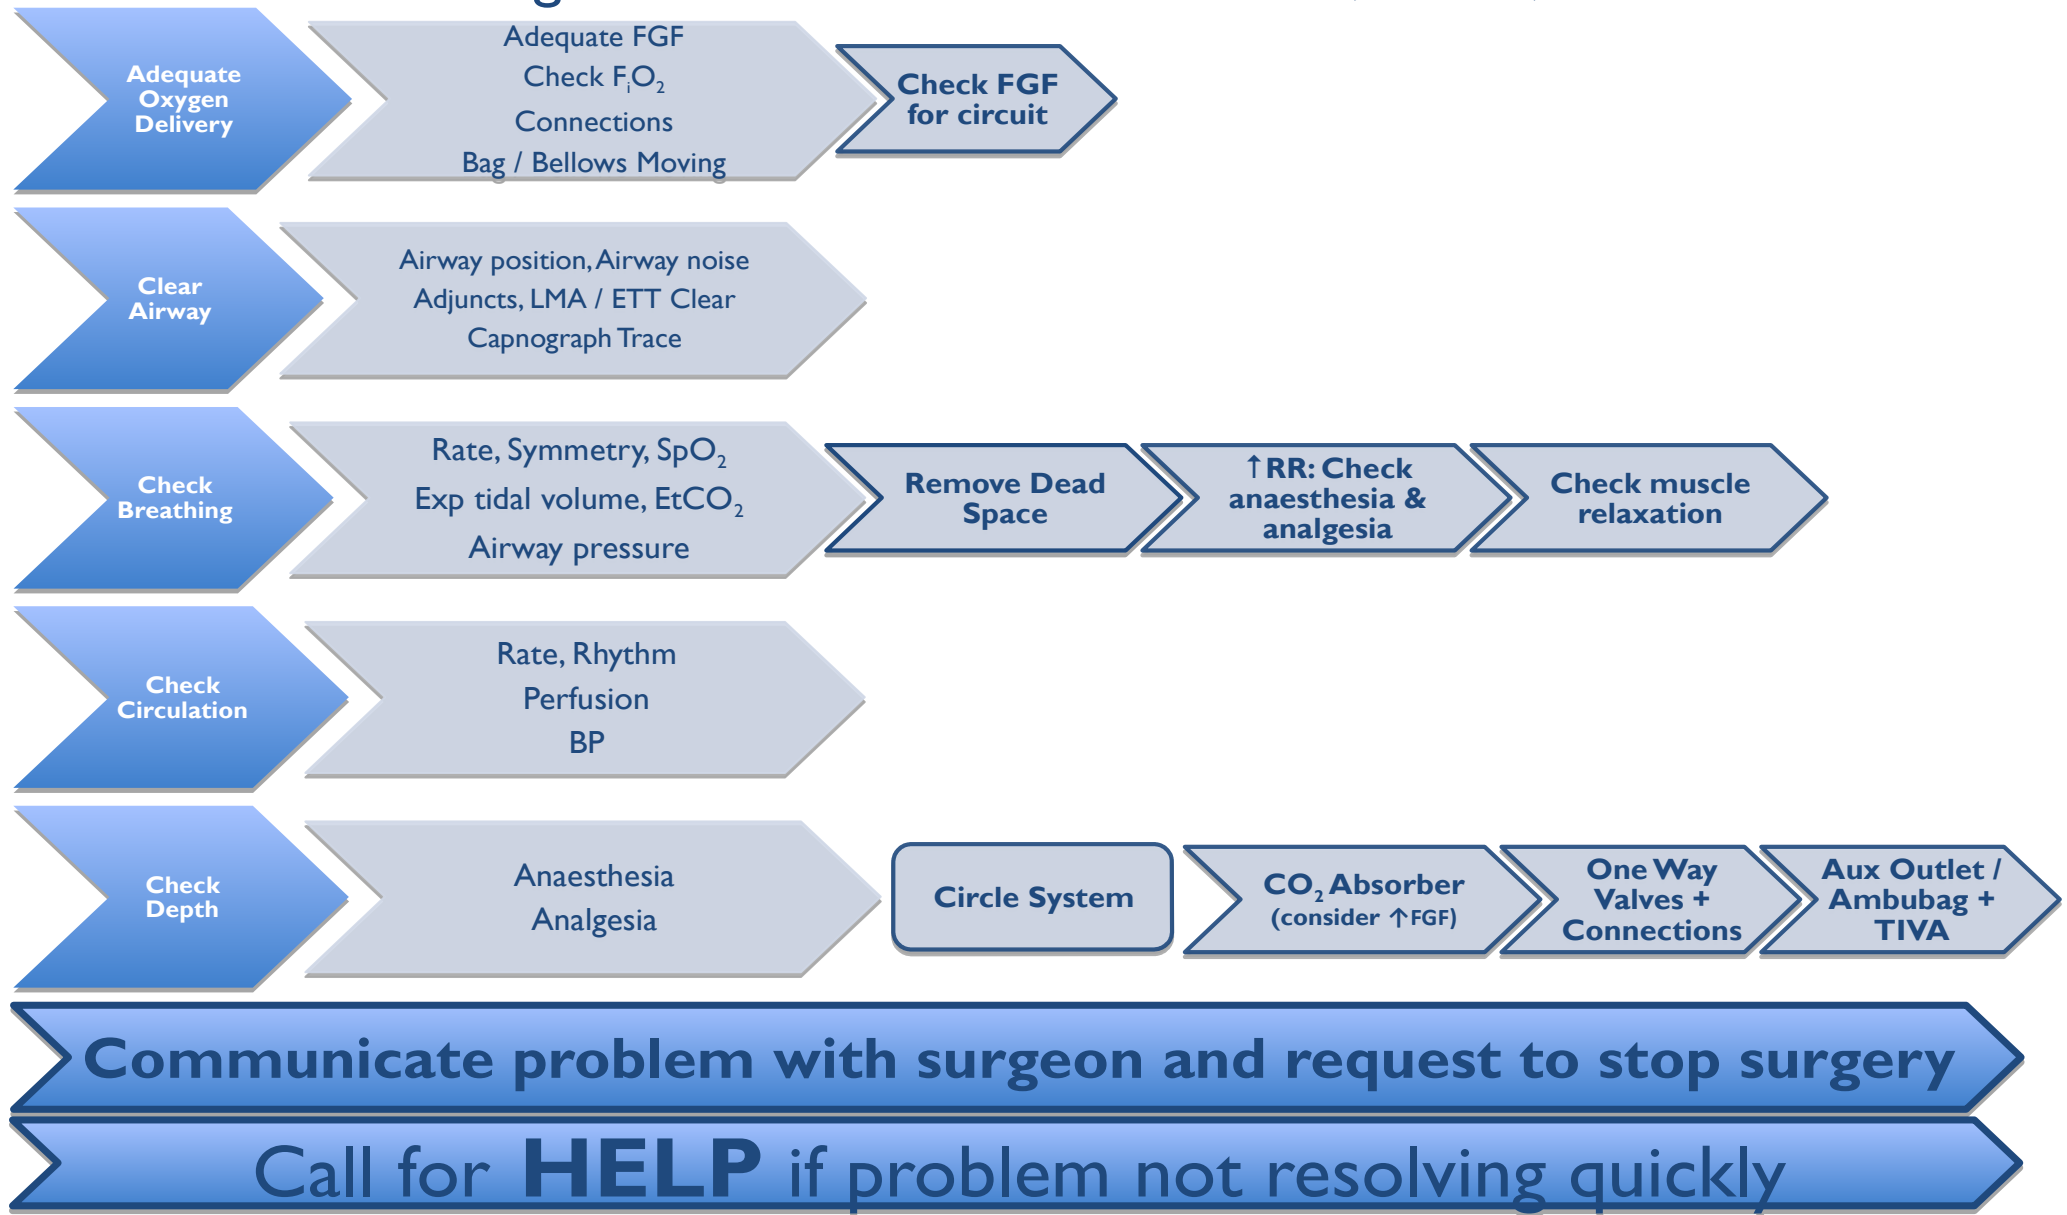 Adequate
Oxygen
Delivery
Adequate FGF
Check FᵢO₂
Connections
Bag / Bellows Moving
Check FGF
for circuit
Clear
Airway
Airway position, Airway noise
Adjuncts, LMA / ETT Clear
Capnograph Trace
Check
Breathing
Rate, Symmetry, SpO₂
Exp tidal volume, EtCO₂
Airway pressure
Remove Dead
Space
↑RR: Check
anaesthesia &
analgesia
Check muscle
relaxation
Check
Circulation
Rate, Rhythm
Perfusion
BP
Check
Depth
Anaesthesia
Analgesia
Circle System
CO₂ Absorber
(consider ↑FGF)
One Way
Valves +
Connections
Aux Outlet /
Ambubag +
TIVA
Communicate problem with surgeon and request to stop surgery
Call for HELP if problem not resolving quickly